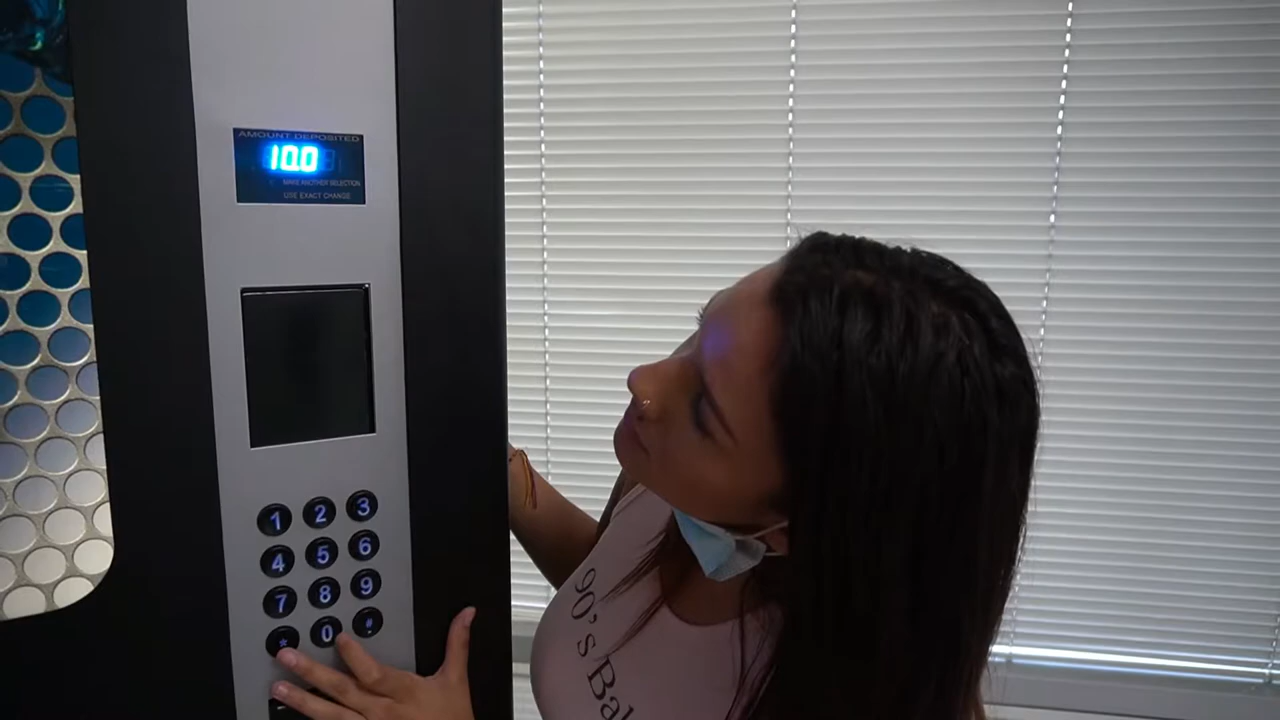 AMOUNT DEPOSITED
10.0
MAKE ANOTHER SELECTION
USE EXACT CHANGE
1 2 3
4 5 6
7 8 9
* 0 #
90's